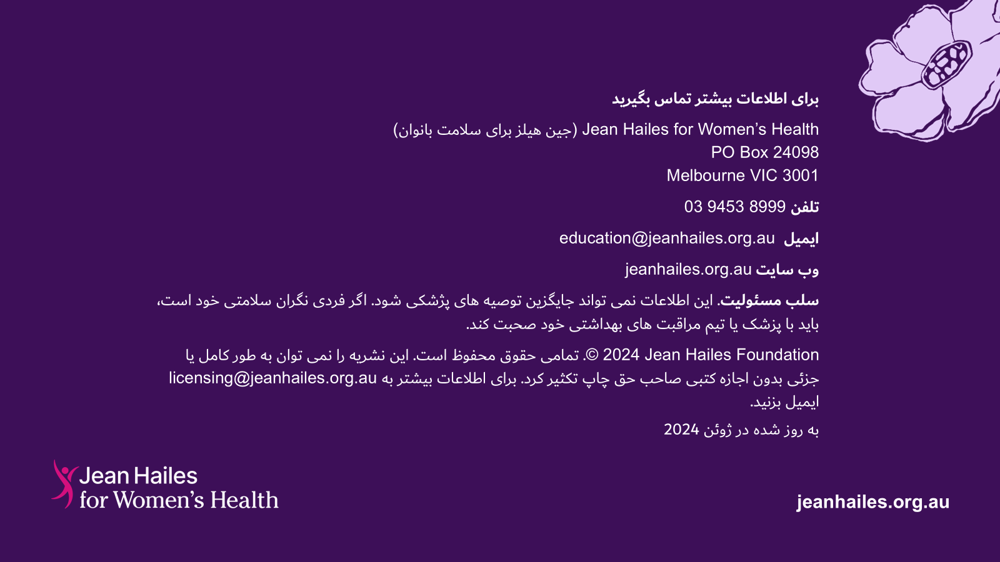 برای اطلاعات بیشتر تماس بگیرید
Jean Hailes for Women’s Health (جین هیلز برای سلامت بانوان)
PO Box 24098
Melbourne VIC 3001
تلفن 03 9453 8999
ایمیل education@jeanhailes.org.au
وب سایت jeanhailes.org.au
سلب مسئولیت. این اطلاعات نمی تواند جایگزین توصیه های پژشکی شود. اگر فردی نگران سلامتی خود است،
باید با پزشک یا تیم مراقبت های بهداشتی خود صحبت کند.
Jean Hailes Foundation 2024 ©. تمامی حقوق محفوظ است. این نشریه را نمی توان به طور کامل یا
جزئی بدون اجازه کتبی صاحب حق چاپ تکثیر کرد. برای اطلاعات بیشتر به licensing@jeanhailes.org.au
ایمیل بزنید.
به روز شده در ژوئن 2024
Jean Hailes
for Women’s Health
jeanhailes.org.au